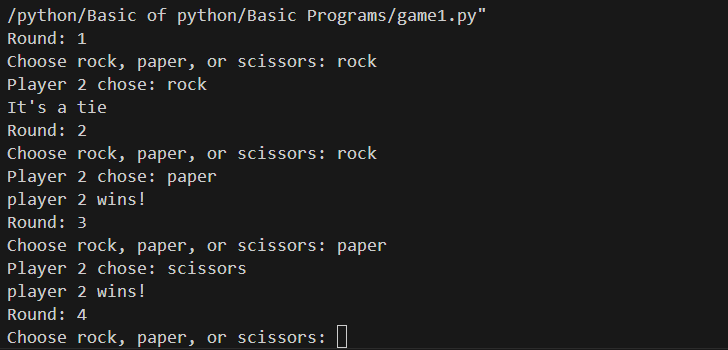 /python/Basic of python/Basic Programs/game1.py"
Round: 1
Choose rock, paper, or scissors: rock
Player 2 chose: rock
It's a tie
Round: 2
Choose rock, paper, or scissors: rock
Player 2 chose: paper
player 2 wins!
Round: 3
Choose rock, paper, or scissors: paper
Player 2 chose: scissors
player 2 wins!
Round: 4
Choose rock, paper, or scissors: